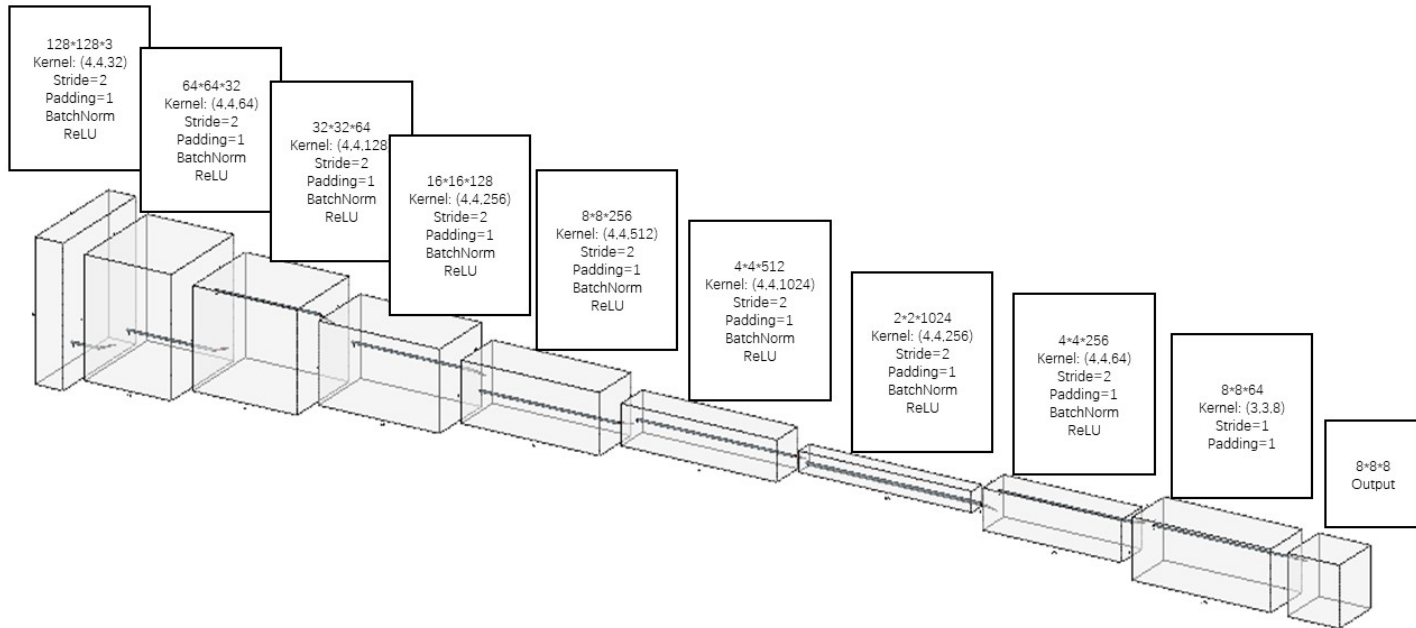 128*128*3
Kernel: (4,4,32)
Stride=2
Padding=1
BatchNorm
ReLU
64*64*32
Kernel: (4,4,64)
Stride=2
Padding=1
BatchNorm
ReLU
32*32*64
Kernel: (4,4,128
Stride=2
Padding=1
BatchNorm
ReLU
16*16*128
Kernel: (4,4,256)
Stride=2
Padding=1
BatchNorm
ReLU
8*8*256
Kernel: (4,4,512)
Stride=2
Padding=1
BatchNorm
ReLU
4*4*512
Kernel: (4,4,1024)
Stride=2
Padding=1
BatchNorm
ReLU
2*2*1024
Kernel: (4,4,256)
Stride=2
Padding=1
BatchNorm
ReLU
4*4*256
Kernel: (4,4,64)
Stride=2
Padding=1
BatchNorm
ReLU
8*8*64
Kernel: (3,3,8)
Stride=1
Padding=1
8*8*8
Output